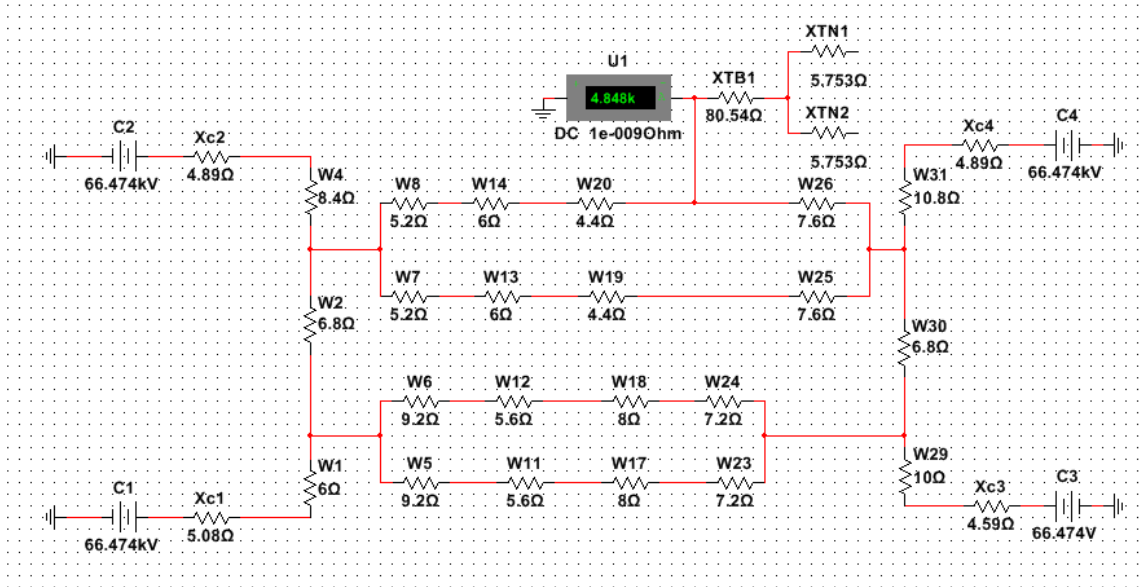 XTN1
5.753Ω
U1
4.848k
DC 1e-009Ohm
XTB1
80.54Ω
XTN2
5.753Ω
C2
66.474kV
Xc2
4.89Ω
Xc4
4.89Ω
C4
66.474kV
W4
8.4Ω
W8
5.2Ω
W14
6Ω
W20
4.4Ω
W26
7.6Ω
W31
10.8Ω
W7
5.2Ω
W13
6Ω
W19
4.4Ω
W25
7.6Ω
W2
6.8Ω
W30
6.8Ω
W6
9.2Ω
W12
5.6Ω
W18
8Ω
W24
7.2Ω
W5
9.2Ω
W11
5.6Ω
W17
8Ω
W23
7.2Ω
W1
6Ω
W29
10Ω
C1
66.474kV
Xc1
5.08Ω
Xc3
4.59Ω
C3
66.474V